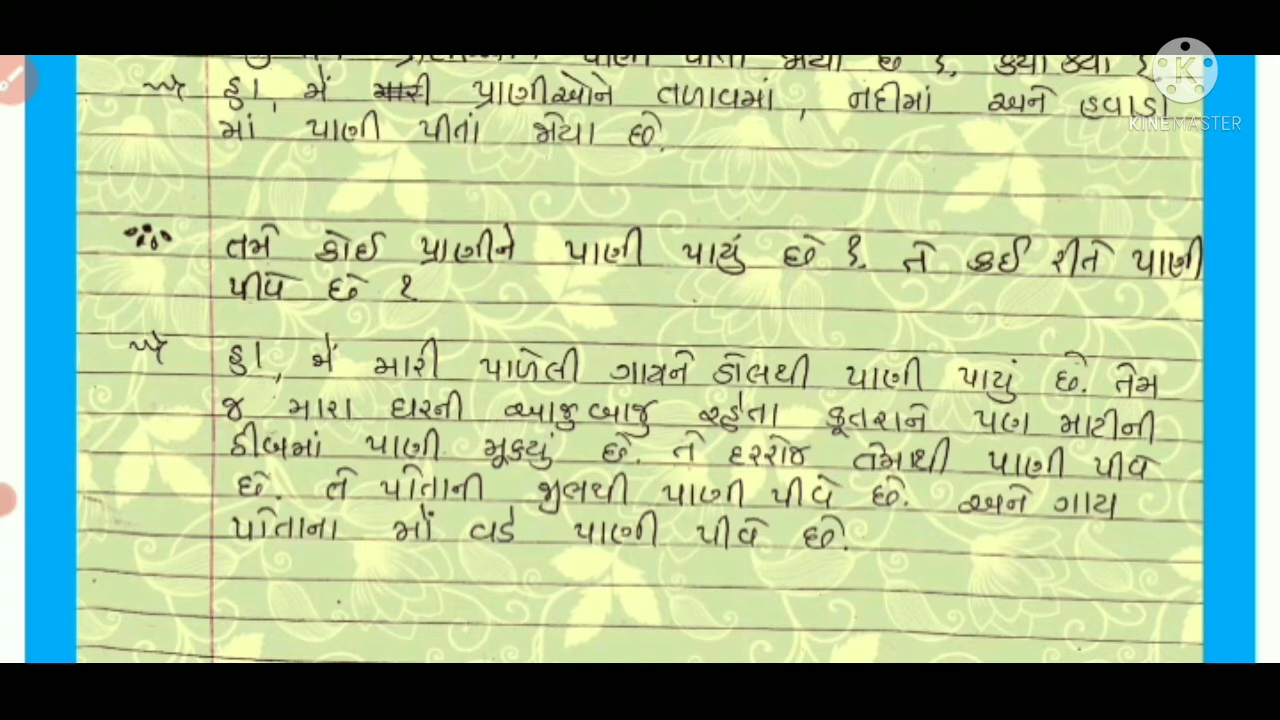 પાણી પીતા જોયા છે ? ક્યાં ક્યાં ?
હા, મેં પ્રાણીઓને તળાવમાં, નદીમાં અને હવાડા
માં પાણી પીતાં જોયા છે.
તમે કોઈ પ્રાણીને પાણી પાયું છે ? તે કઈ રીતે પાણી
પીવે છે ?
હા, મેં મારી પાળેલી ગાયને ડોલથી પાણી પાયું છે. તેમ
જ મારા ઘરની આજુબાજુ રહેતા કૂતરાને પણ માટીની
ઠીબમાં પાણી મૂક્યું છે. તે દરરોજ તેમાથી પાણી પીવે
છે. તે પોતાની જીભથી પાણી પીવે છે. અને ગાય
પોતાના મોં વડે પાણી પીવે છે.
K
KINEMASTER